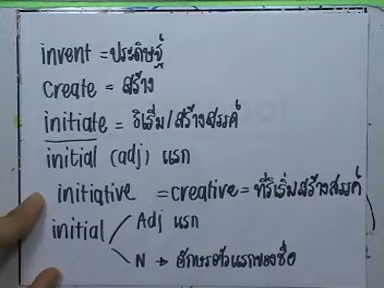 invent = ประดิษฐ์
create = สร้าง
initiate = ริเริ่ม/สร้างสรรค์
initial (adj) แรก
initiative = creative = ที่ริเริ่มสร้างสรรค์
initial Adj แรก
N → อักษรตัวแรกของชื่อ